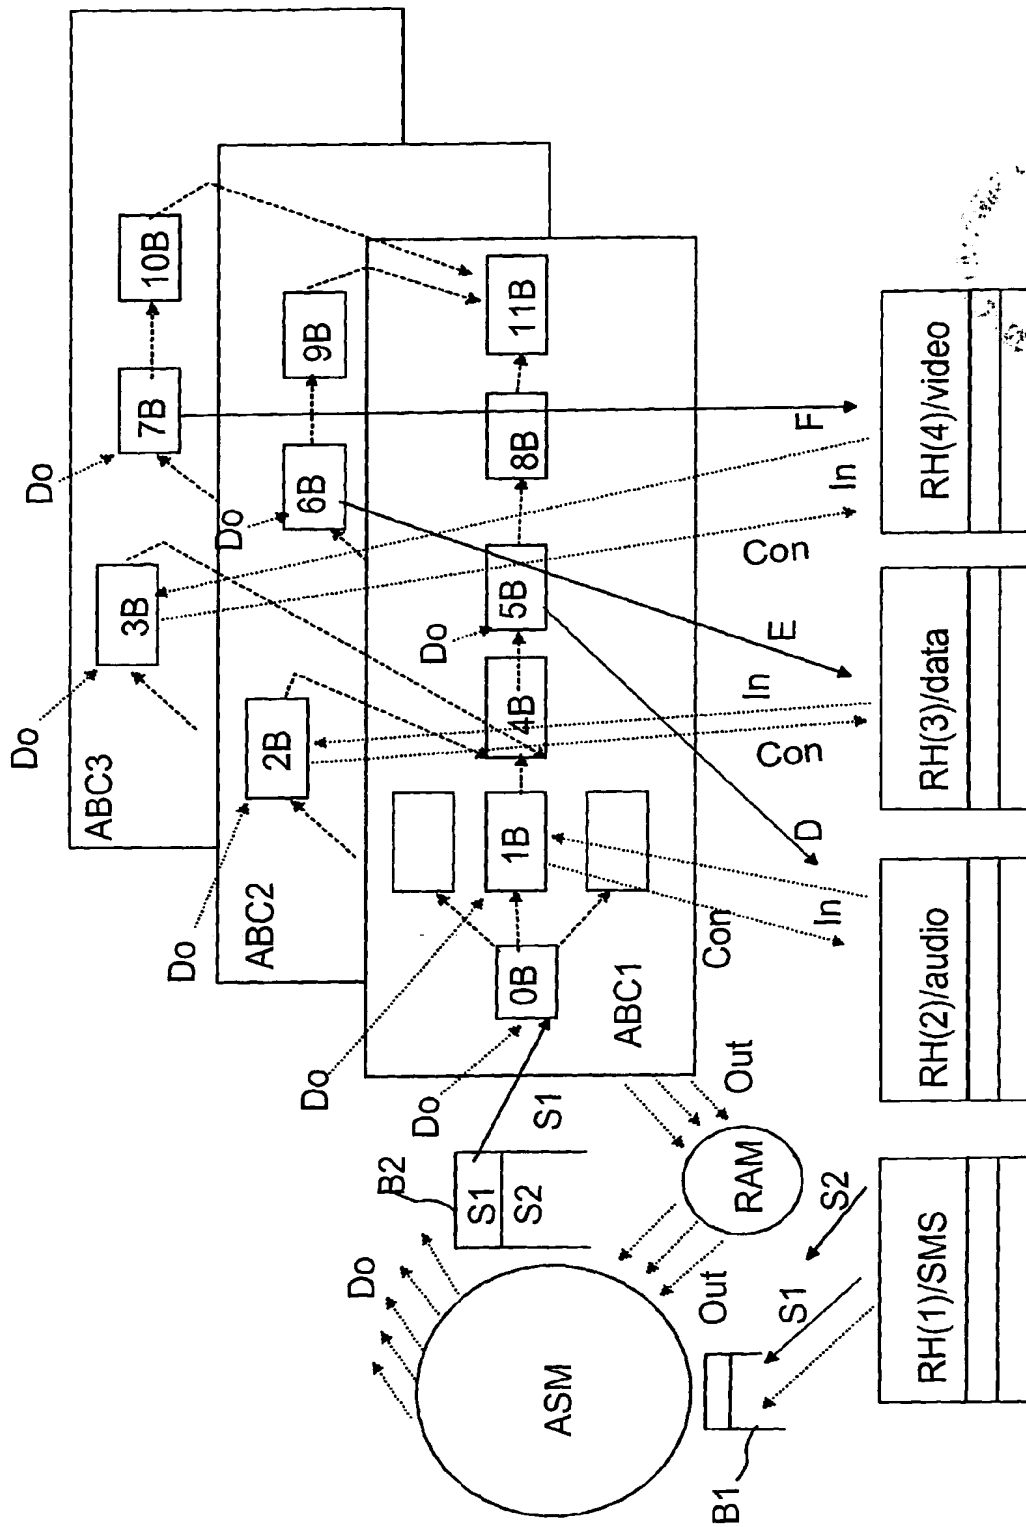 Do
Do
ABC3
3B
7B
10B
Do
Do
ABC2
2B
6B
9B
Do
Do
Do
0B
1B
4B
5B
8B
11B
ABC1
B2
S1
S2
S1
Do
ASM
RAM
Out
Out
Con
In
D
Con
In
E
Con
In
F
B1
S1
S2
RH(1)/SMS
RH(2)/audio
RH(3)/data
RH(4)/video